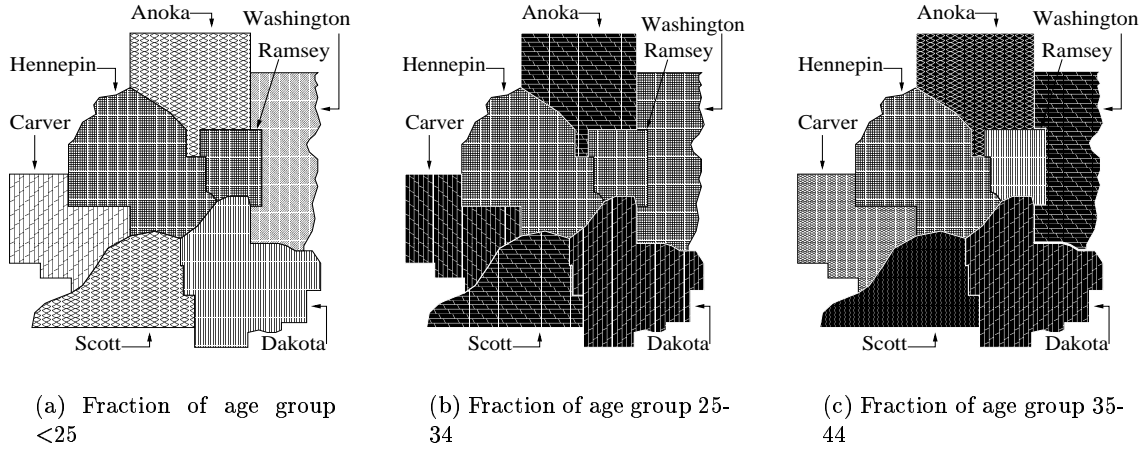 Anoka
Washington
Ramsey
Hennepin
Carver
Scott
Dakota
(a) Fraction of age group
<25
Anoka
Washington
Ramsey
Hennepin
Carver
Scott
Dakota
(b) Fraction of age group 25-
34
Anoka
Washington
Ramsey
Hennepin
Carver
Scott
Dakota
(c) Fraction of age group 35-
44